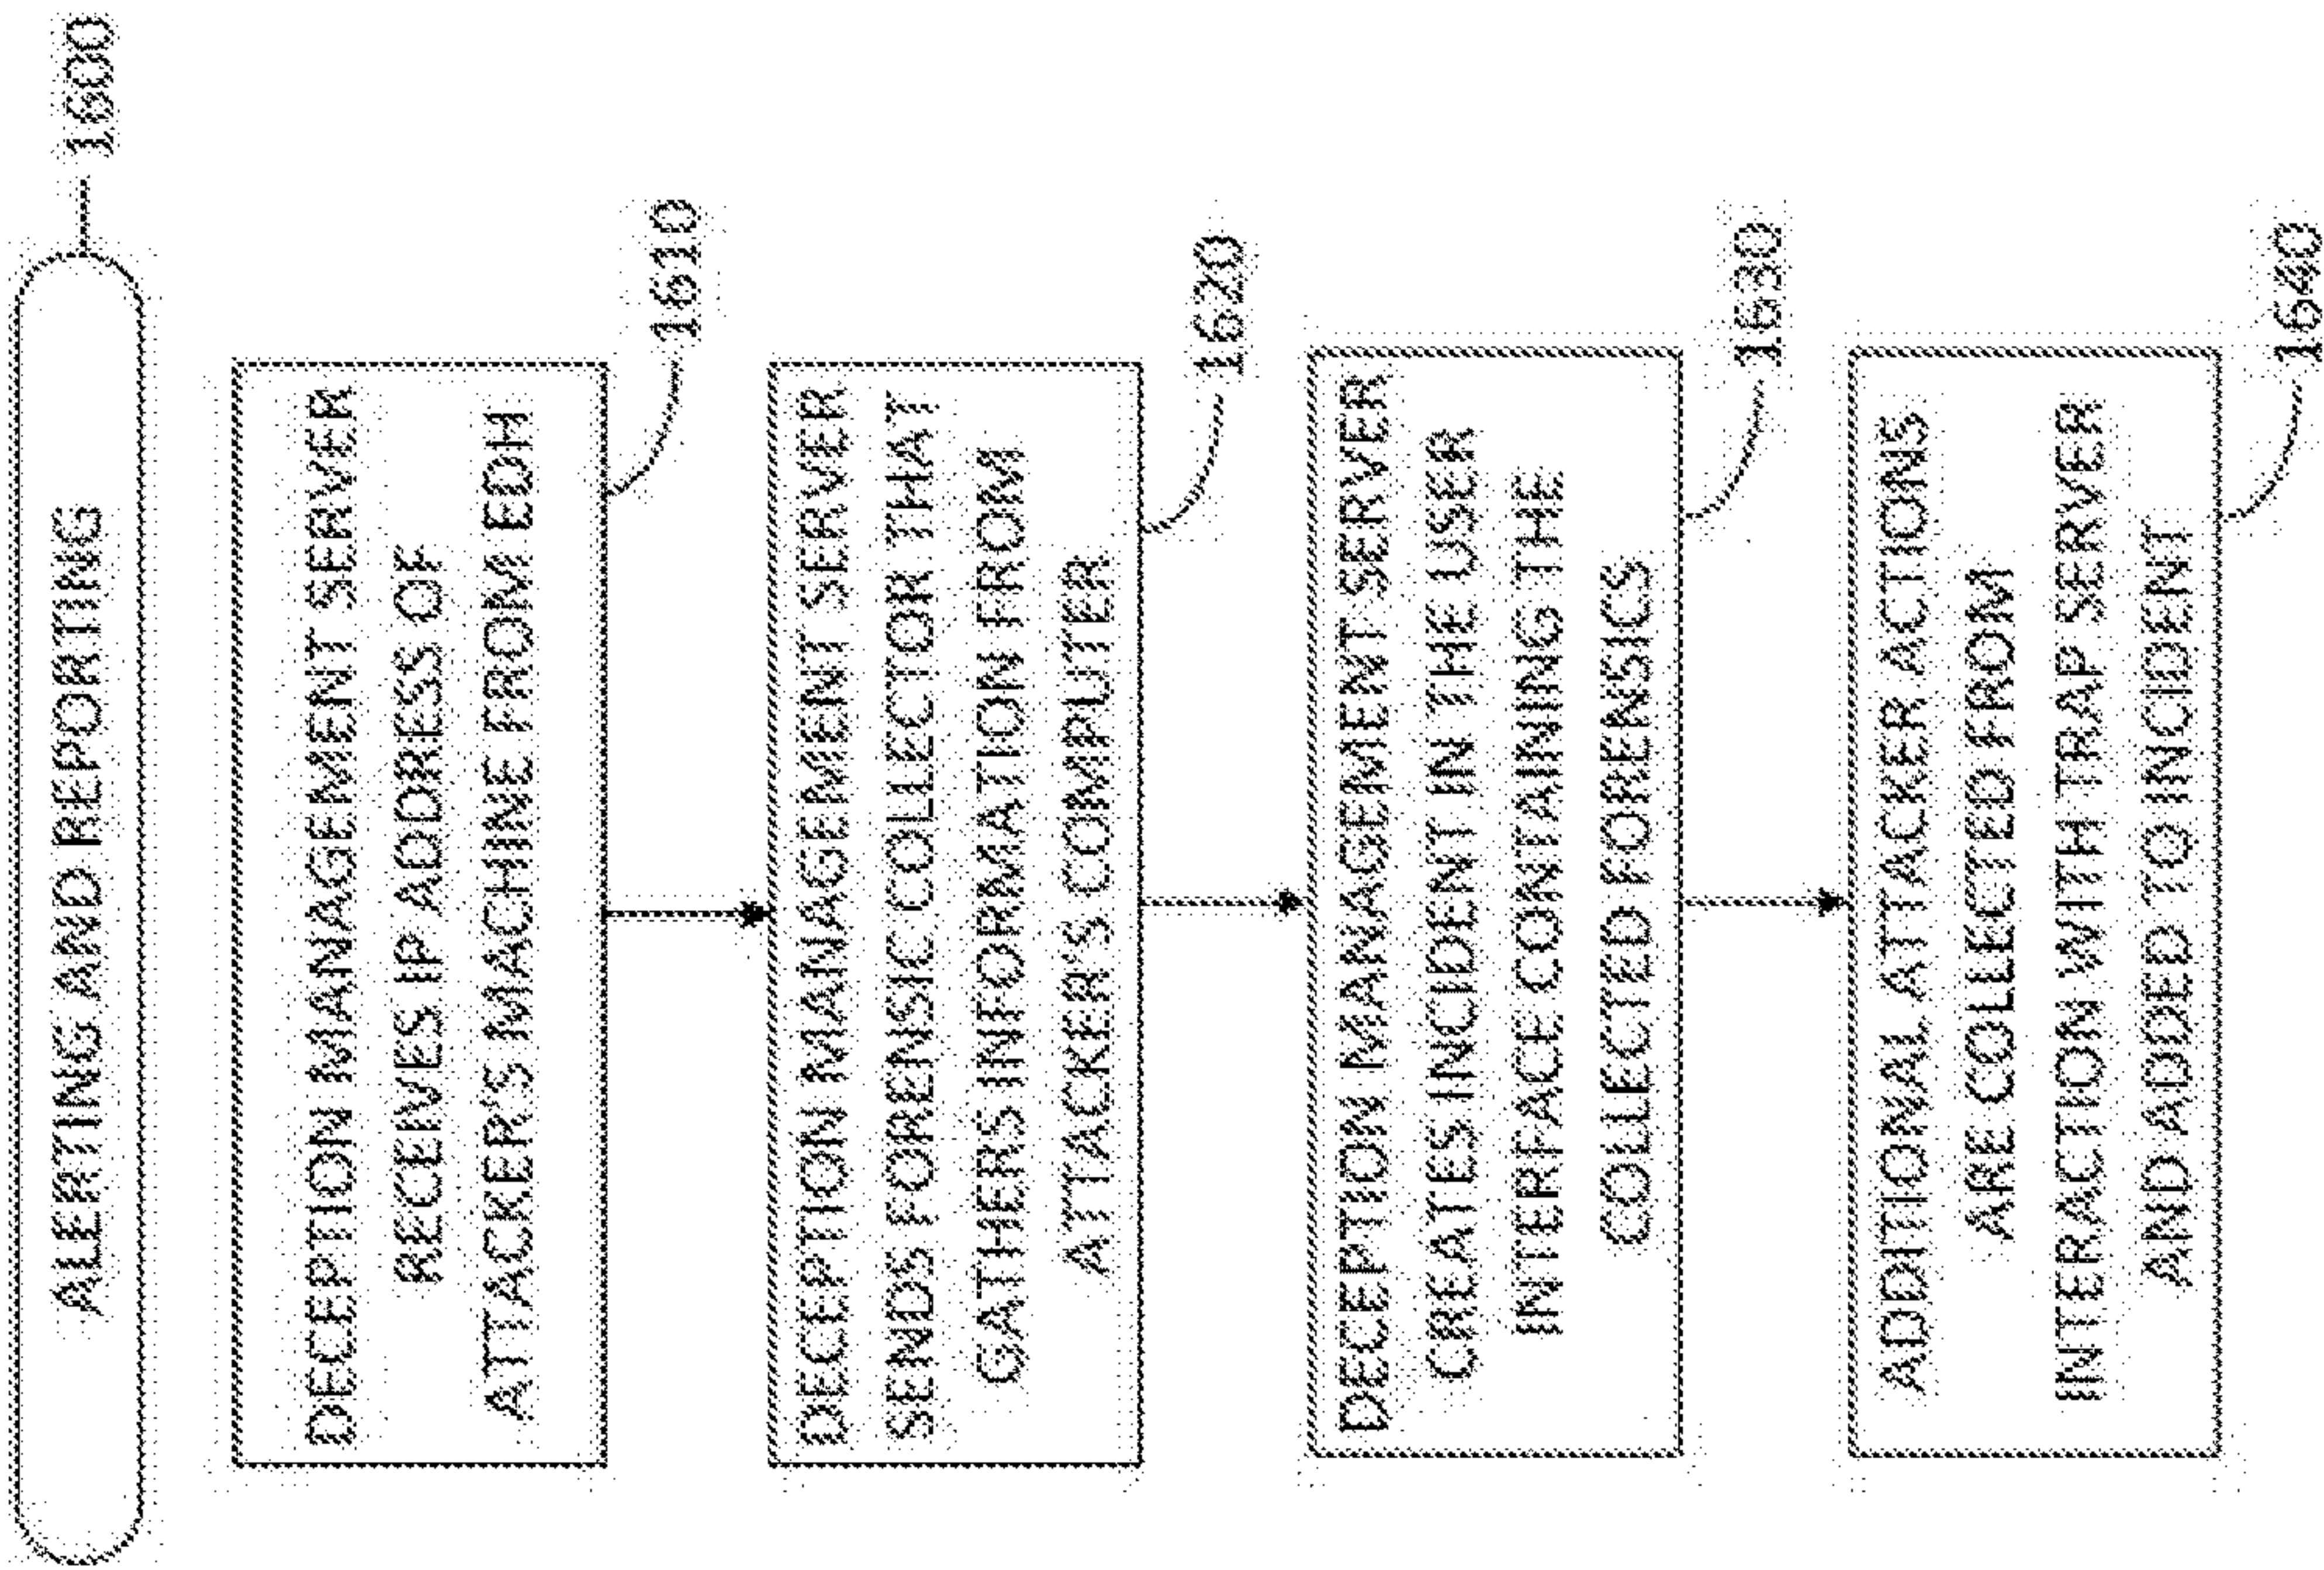 ALERTING AND REPORTING
1600
DECEPTION MANAGEMENT SERVER
RECEIVES IP ADDRESS OF
ATTACKER'S MACHINE FROM EDH
1610
DECEPTION MANAGEMENT SERVER
SENDS FORENSIC COLLECTOR THAT
GATHERS INFORMATION FROM
ATTACKER'S COMPUTER
1620
DECEPTION MANAGEMENT SERVER
CREATES INCIDENT IN THE USER
INTERFACE CONTAINING THE
COLLECTED FORENSICS
1630
ADDITIONAL ATTACKER ACTIONS
ARE COLLECTED FROM
INTERACTION WITH TRAP SERVER
AND ADDED TO INCIDENT
1640